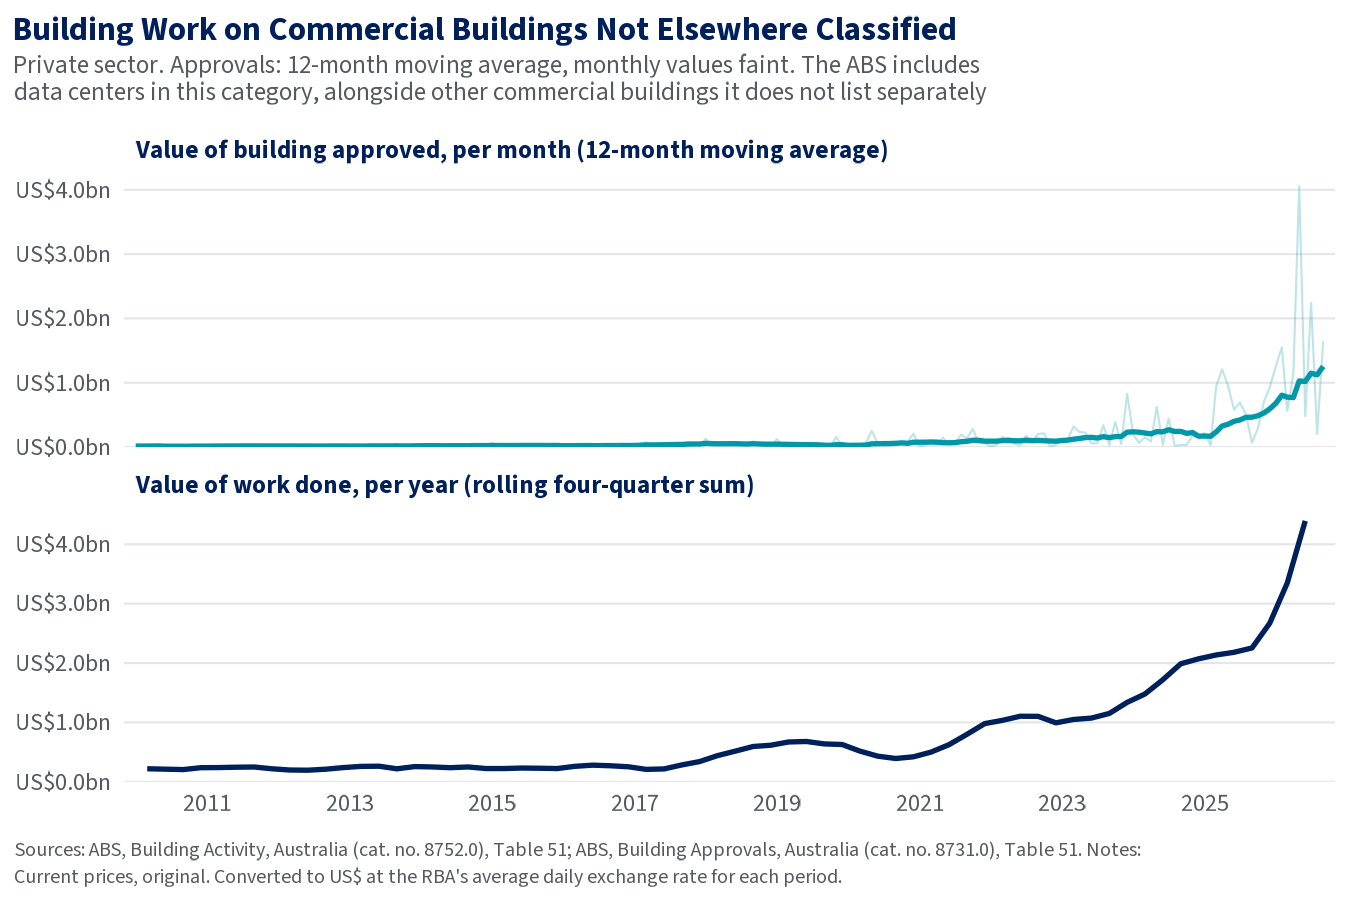 Building Work on Commercial Buildings Not Elsewhere Classified
Private sector. Approvals: 12-month moving average, monthly values faint. The ABS includes
data centers in this category, alongside other commercial buildings it does not list separately
Value of building approved, per month (12-month moving average)
US$4.0bn
US$3.0bn
US$2.0bn
US$1.0bn
US$0.0bn
Value of work done, per year (rolling four-quarter sum)
US$4.0bn
US$3.0bn
US$2.0bn
US$1.0bn
US$0.0bn
2011 2013 2015 2017 2019 2021 2023 2025
Sources: ABS, Building Activity, Australia (cat. no. 8752.0), Table 51; ABS, Building Approvals, Australia (cat. no. 8731.0), Table 51. Notes:
Current prices, original. Converted to US$ at the RBA's average daily exchange rate for each period.